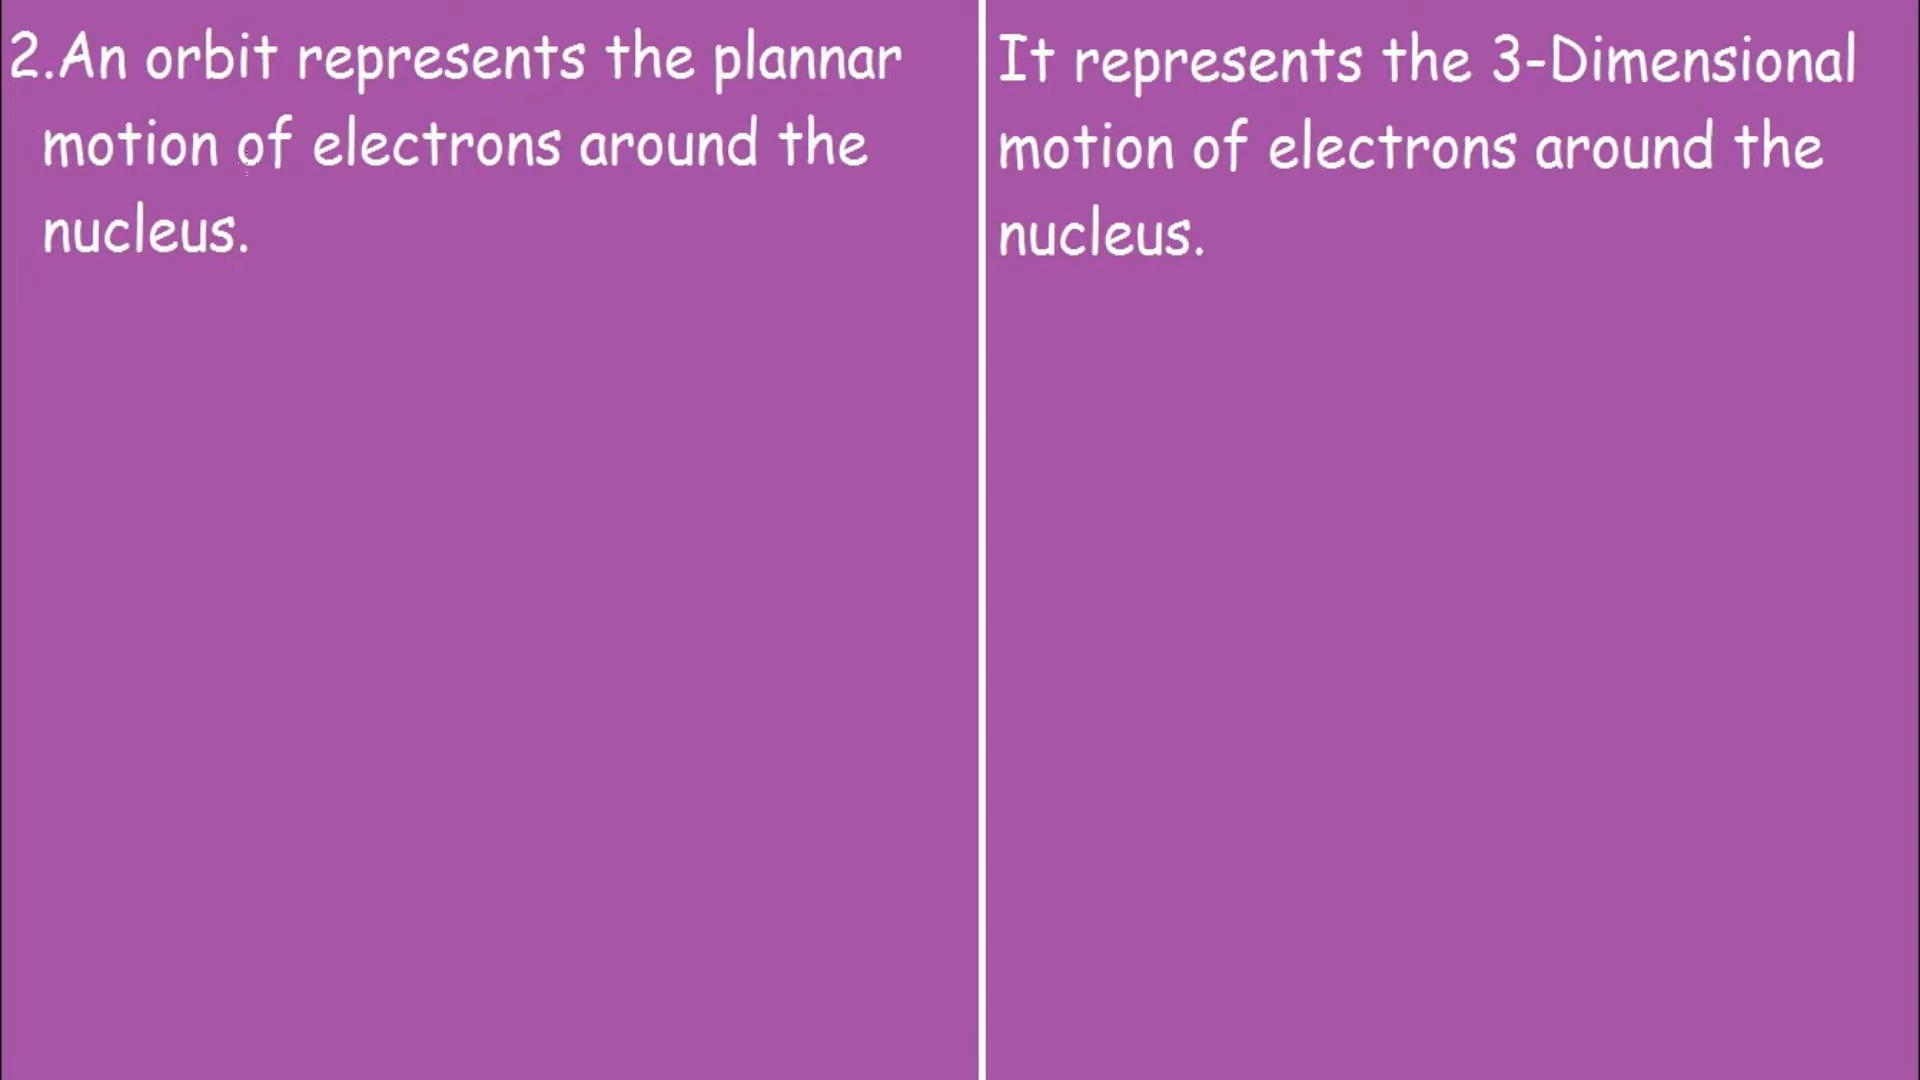 2.An orbit represents the plannar
motion of electrons around the
nucleus.
It represents the 3-Dimensional
motion of electrons around the
nucleus.